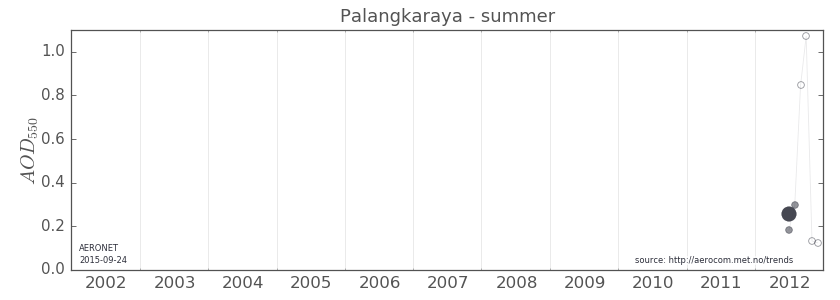 Palangkaraya - summer
AOD550
1.0
0.8
0.6
0.4
0.2
0.0
AERONET
2015-09-24
source: http://aerocom.met.no/trends
2002 2003 2004 2005 2006 2007 2008 2009 2010 2011 2012